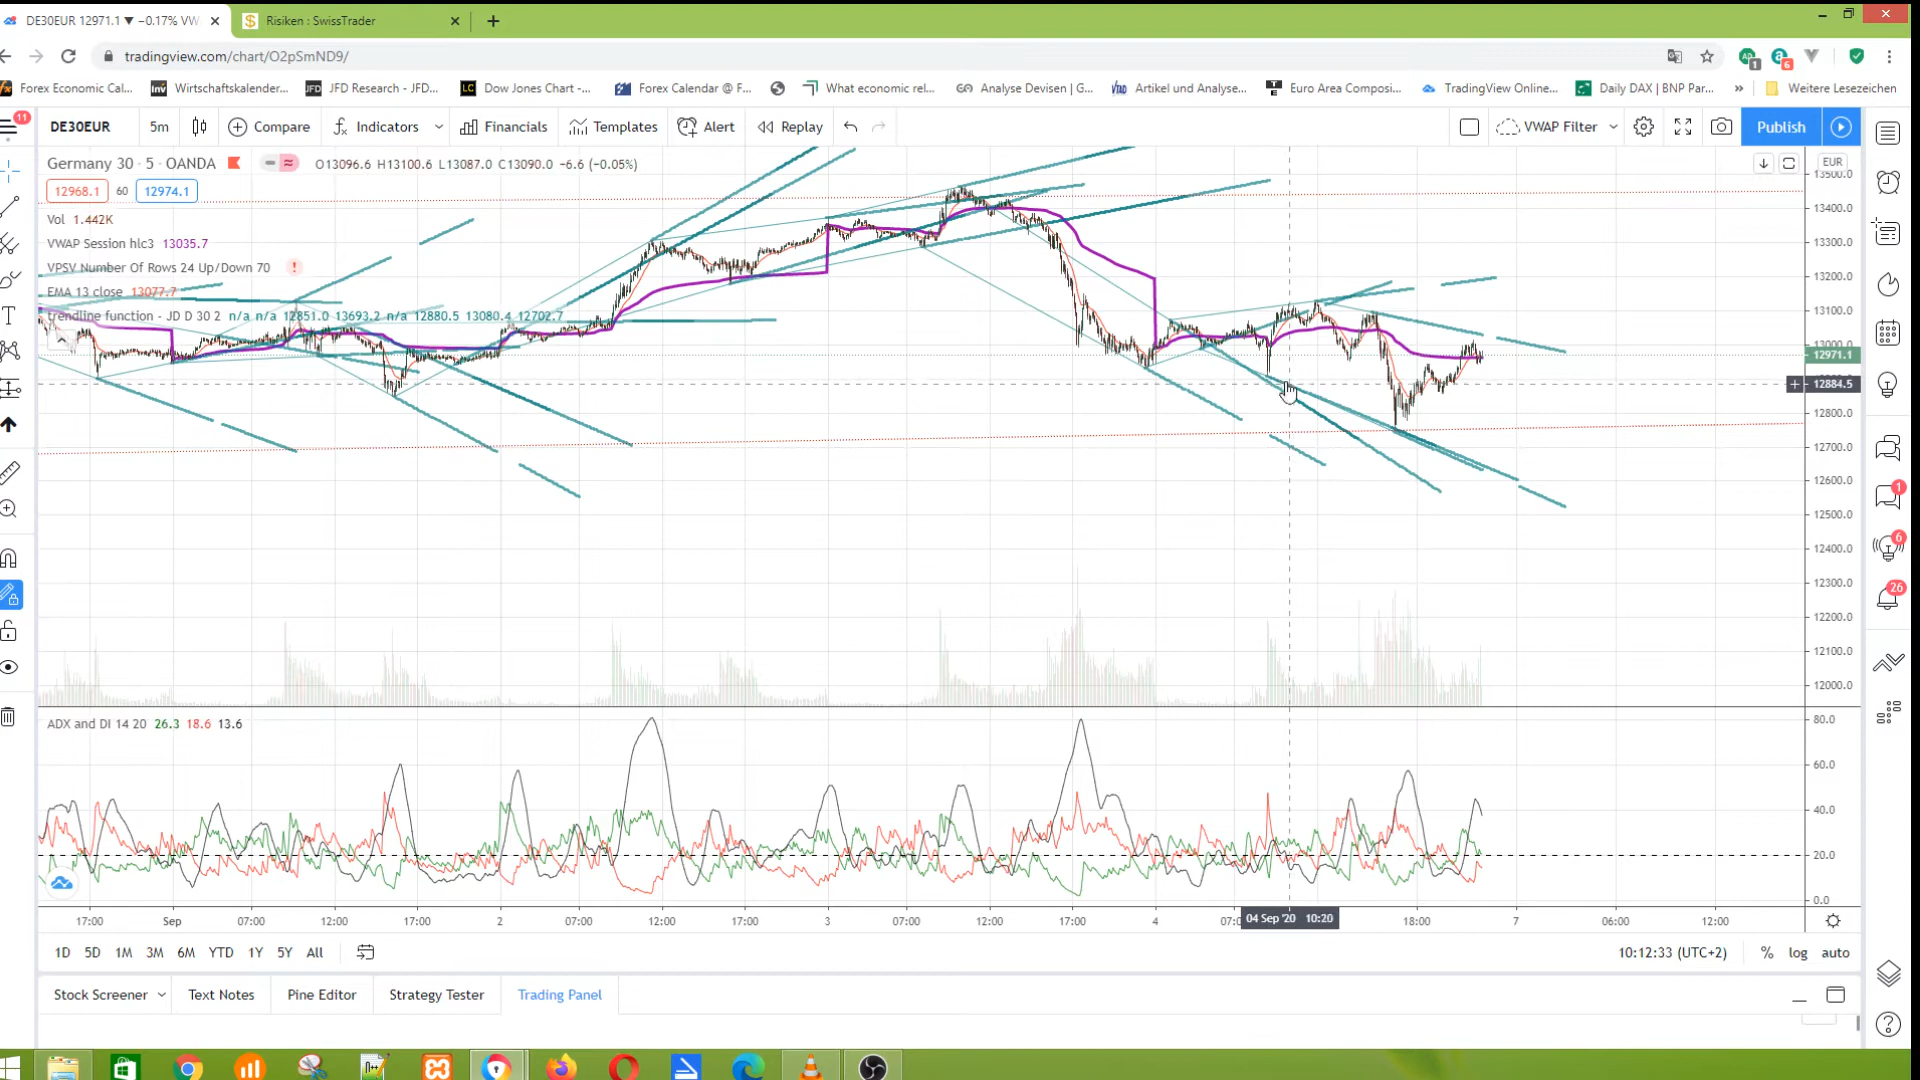 DE30EUR 12971.1 ▼ −0.17% VW
Risiken : SwissTrader
tradingview.com/chart/O2pSmND9/
Forex Economic Cal...
Wirtschaftskalender...
JFD Research - JFD...
Dow Jones Chart -...
Forex Calendar @ F...
What economic rel...
Analyse Devisen | G...
Artikel und Analyse...
Euro Area Composi...
TradingView Online...
Daily DAX | BNP Par...
»
Weitere Lesezeichen
11
DE30EUR
5m
Compare
Indicators
Financials
Templates
Alert
Replay
VWAP Filter
Publish
Germany 30 · 5 · OANDA
O13096.6 H13100.6 L13087.0 C13090.0 −6.6 (−0.05%)
12968.1 60 12974.1
Vol 1.442K
VWAP Session hlc3 13035.7
VPSV Number Of Rows 24 Up/Down 70
EMA 13 close 13077.7
trendline function - JD D 30 2 n/a n/a 12851.0 13693.2 n/a 12880.5 13080.4 12702.7
EUR
13500.0
13400.0
13300.0
13200.0
13100.0
13000.0
12971.1
12884.5
12800.0
12700.0
12600.0
12500.0
12400.0
12300.0
12200.0
12100.0
12000.0
ADX and DI 14 20 26.3 18.6 13.6
80.0
60.0
40.0
20.0
0.0
17:00 Sep 07:00 12:00 17:00 2 07:00 12:00 17:00 3 07:00 12:00 17:00 4 07:0 04 Sep '20 10:20 18:00 7 06:00 12:00
1D 5D 1M 3M 6M YTD 1Y 5Y All
10:12:33 (UTC+2)
% log auto
Stock Screener
Text Notes
Pine Editor
Strategy Tester
Trading Panel
1
6
26